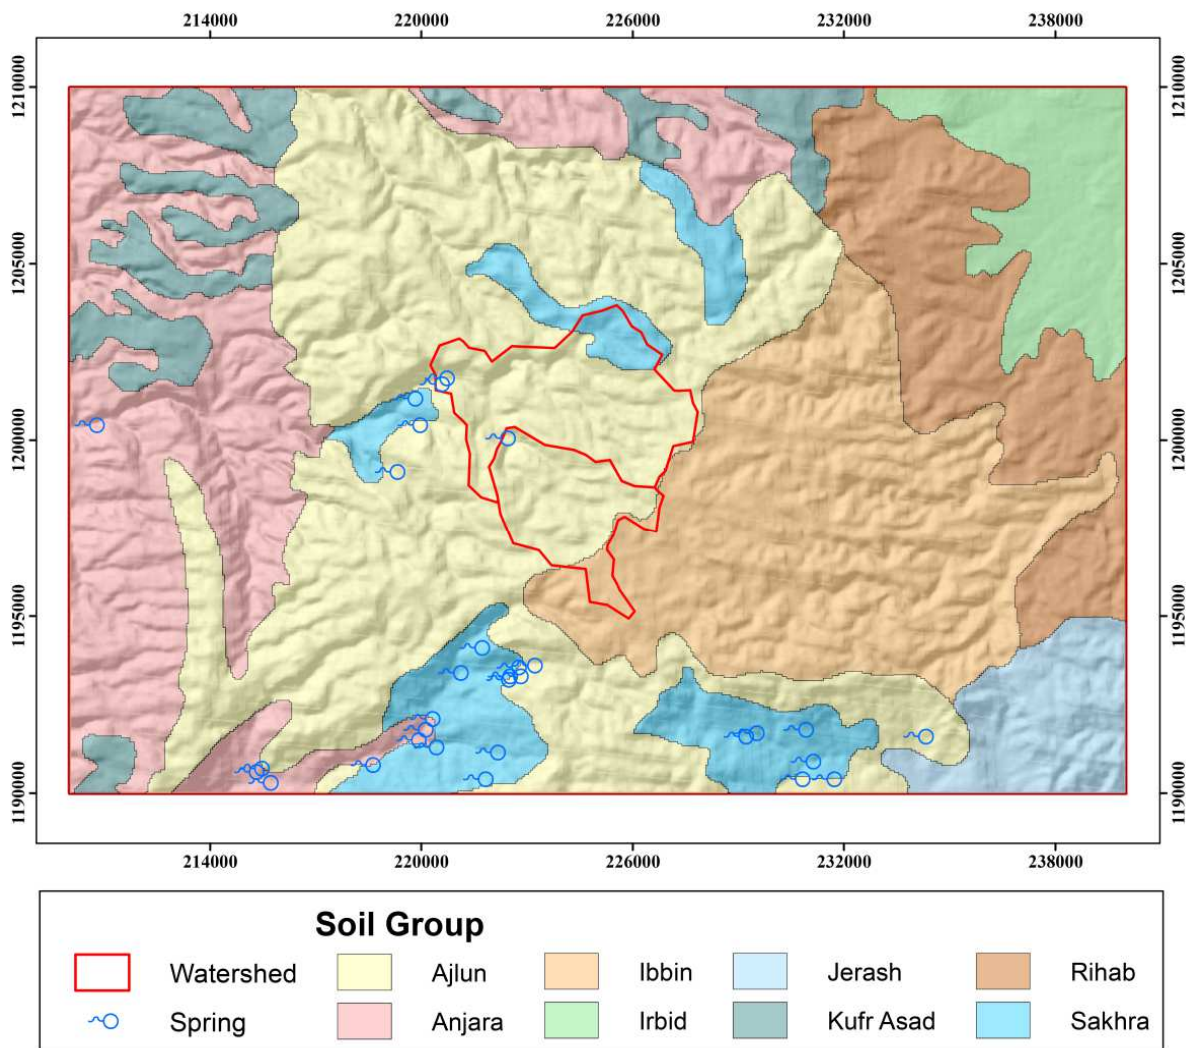 214000 220000 226000 232000 238000
1210000 1210000
1205000 1205000
1200000 1200000
1195000 1195000
1190000 1190000
214000 220000 226000 232000 238000
Soil Group
Watershed Ajlun Ibbin Jerash Rihab
Spring Anjara Irbid Kufr Asad Sakhra